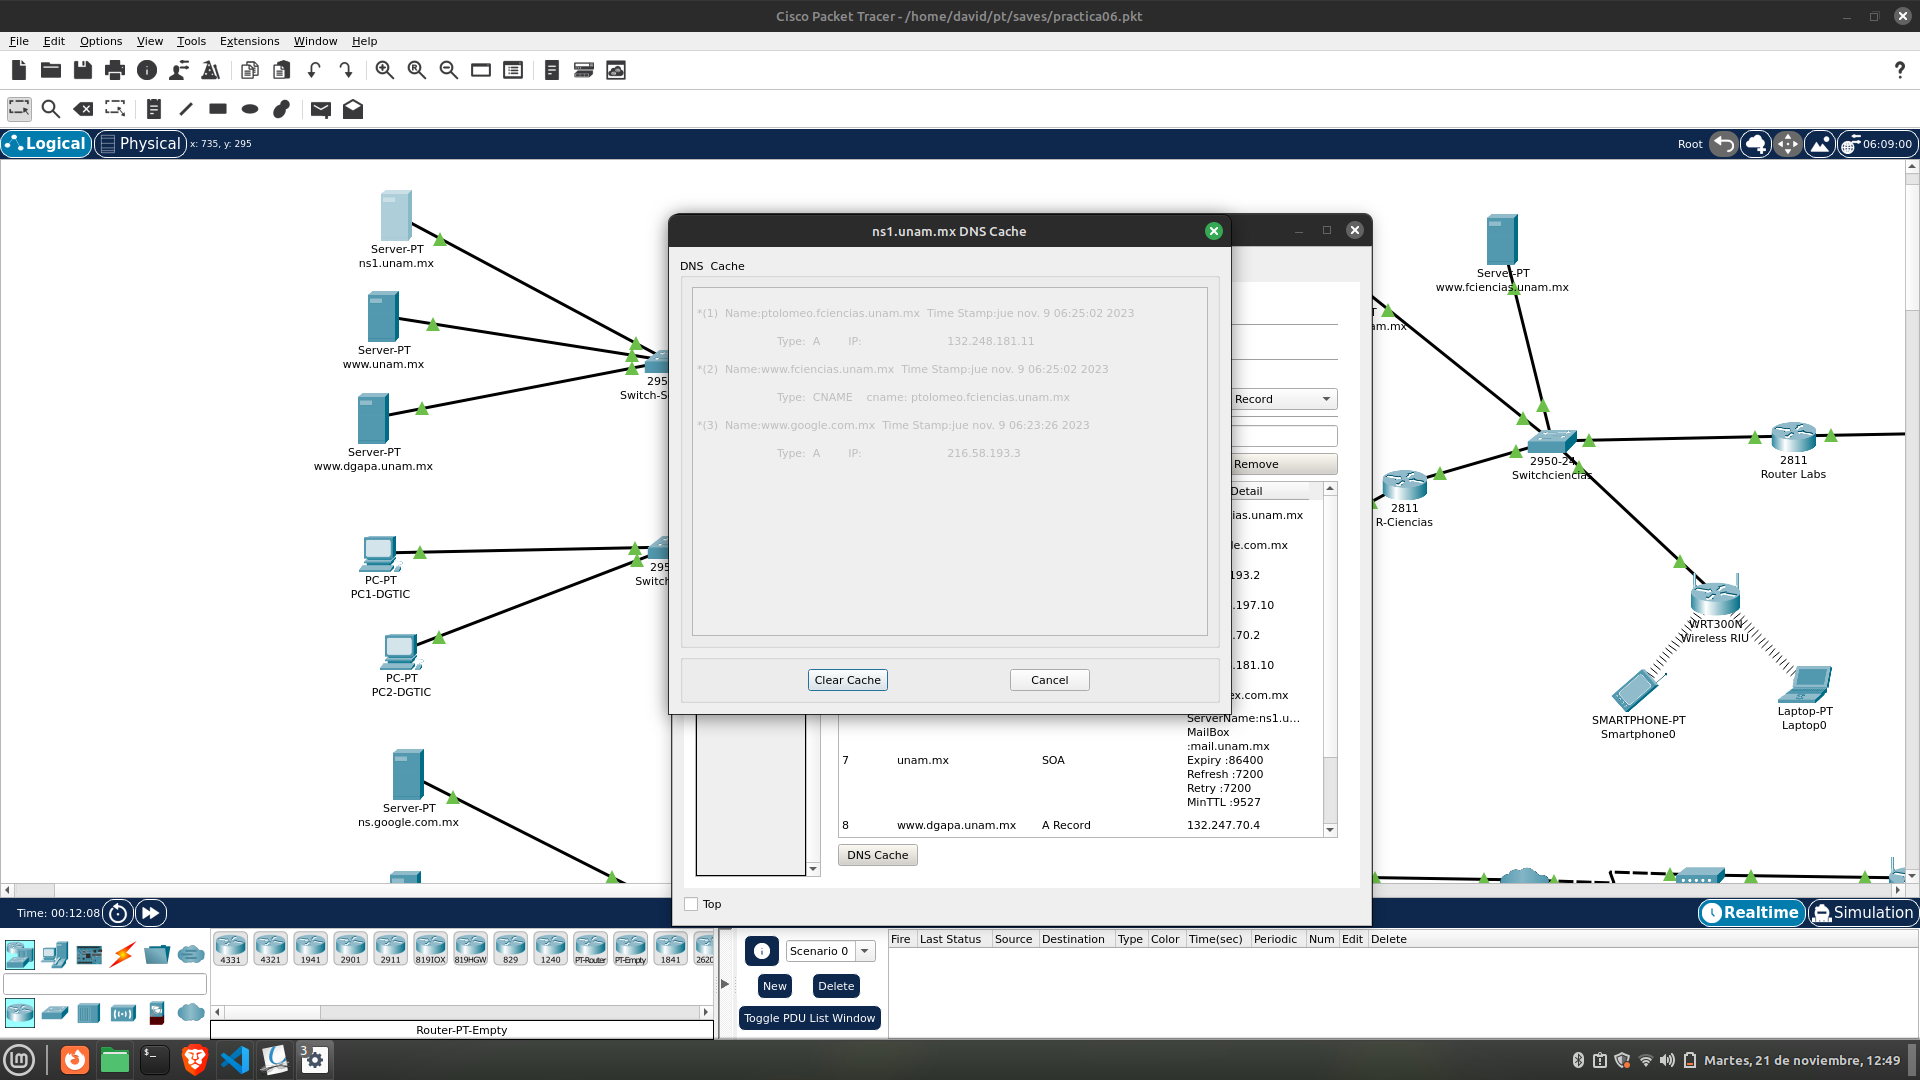 Cisco Packet Tracer - /home/david/pt/saves/practica06.pkt
File Edit Options View Tools Extensions Window Help
?
Logical Physical x: 735, y: 295
Root 06:09:00
Server-PT
ns1.unam.mx
Server-PT
www.unam.mx
Server-PT
www.dgapa.unam.mx
295
Switch-S
PC-PT
PC1-DGTIC
295
Switch
PC-PT
PC2-DGTIC
Server-PT
ns.google.com.mx
ns1.unam.mx DNS Cache
DNS Cache
*(1) Name:ptolomeo.fciencias.unam.mx Time Stamp:jue nov. 9 06:25:02 2023
Type: A IP: 132.248.181.11
*(2) Name:www.fciencias.unam.mx Time Stamp:jue nov. 9 06:25:02 2023
Type: CNAME cname: ptolomeo.fciencias.unam.mx
*(3) Name:www.google.com.mx Time Stamp:jue nov. 9 06:23:26 2023
Type: A IP: 216.58.193.3
Clear Cache Cancel
Record
Remove
Detail
ias.unam.mx
le.com.mx
193.2
.197.10
.70.2
.181.10
ex.com.mx
7 unam.mx SOA
ServerName:ns1.u...
MailBox
:mail.unam.mx
Expiry :86400
Refresh :7200
Retry :7200
MinTTL :9527
8 www.dgapa.unam.mx A Record 132.247.70.4
DNS Cache
Top
Server-PT
www.fciencias.unam.mx
T
am.mx
2950-24
Switchciencias
2811
Router Labs
2811
R-Ciencias
WRT300N
Wireless RIU
SMARTPHONE-PT
Smartphone0
Laptop-PT
Laptop0
Time: 00:12:08
Realtime Simulation
4331 4321 1941 2901 2911 819IOX 819HGW 829 1240 PT-Router PT-Empty 1841 2620
Router-PT-Empty
Scenario 0
New Delete
Toggle PDU List Window
Fire Last Status Source Destination Type Color Time(sec) Periodic Num Edit Delete
3
Martes, 21 de noviembre, 12:49